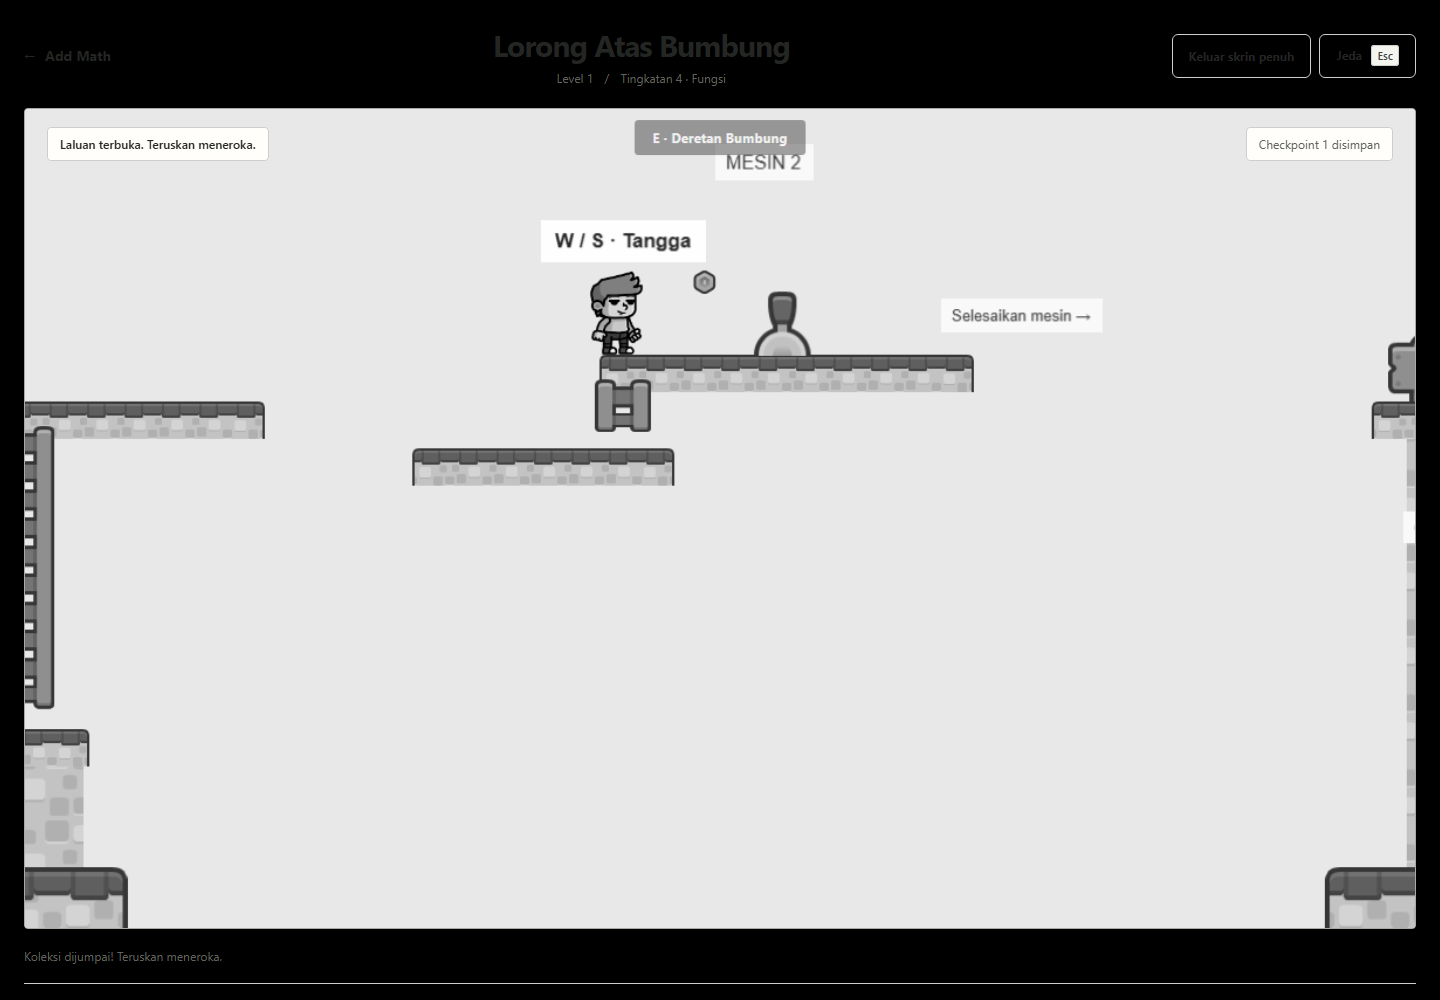 ← Add Math
Lorong Atas Bumbung
Level 1 / Tingkatan 4 · Fungsi
Keluar skrin penuh
Jeda Esc
Laluan terbuka. Teruskan meneroka.
E · Deretan Bumbung
Checkpoint 1 disimpan
MESIN 2
W / S · Tangga
Selesaikan mesin →
Koleksi dijumpai! Teruskan meneroka.